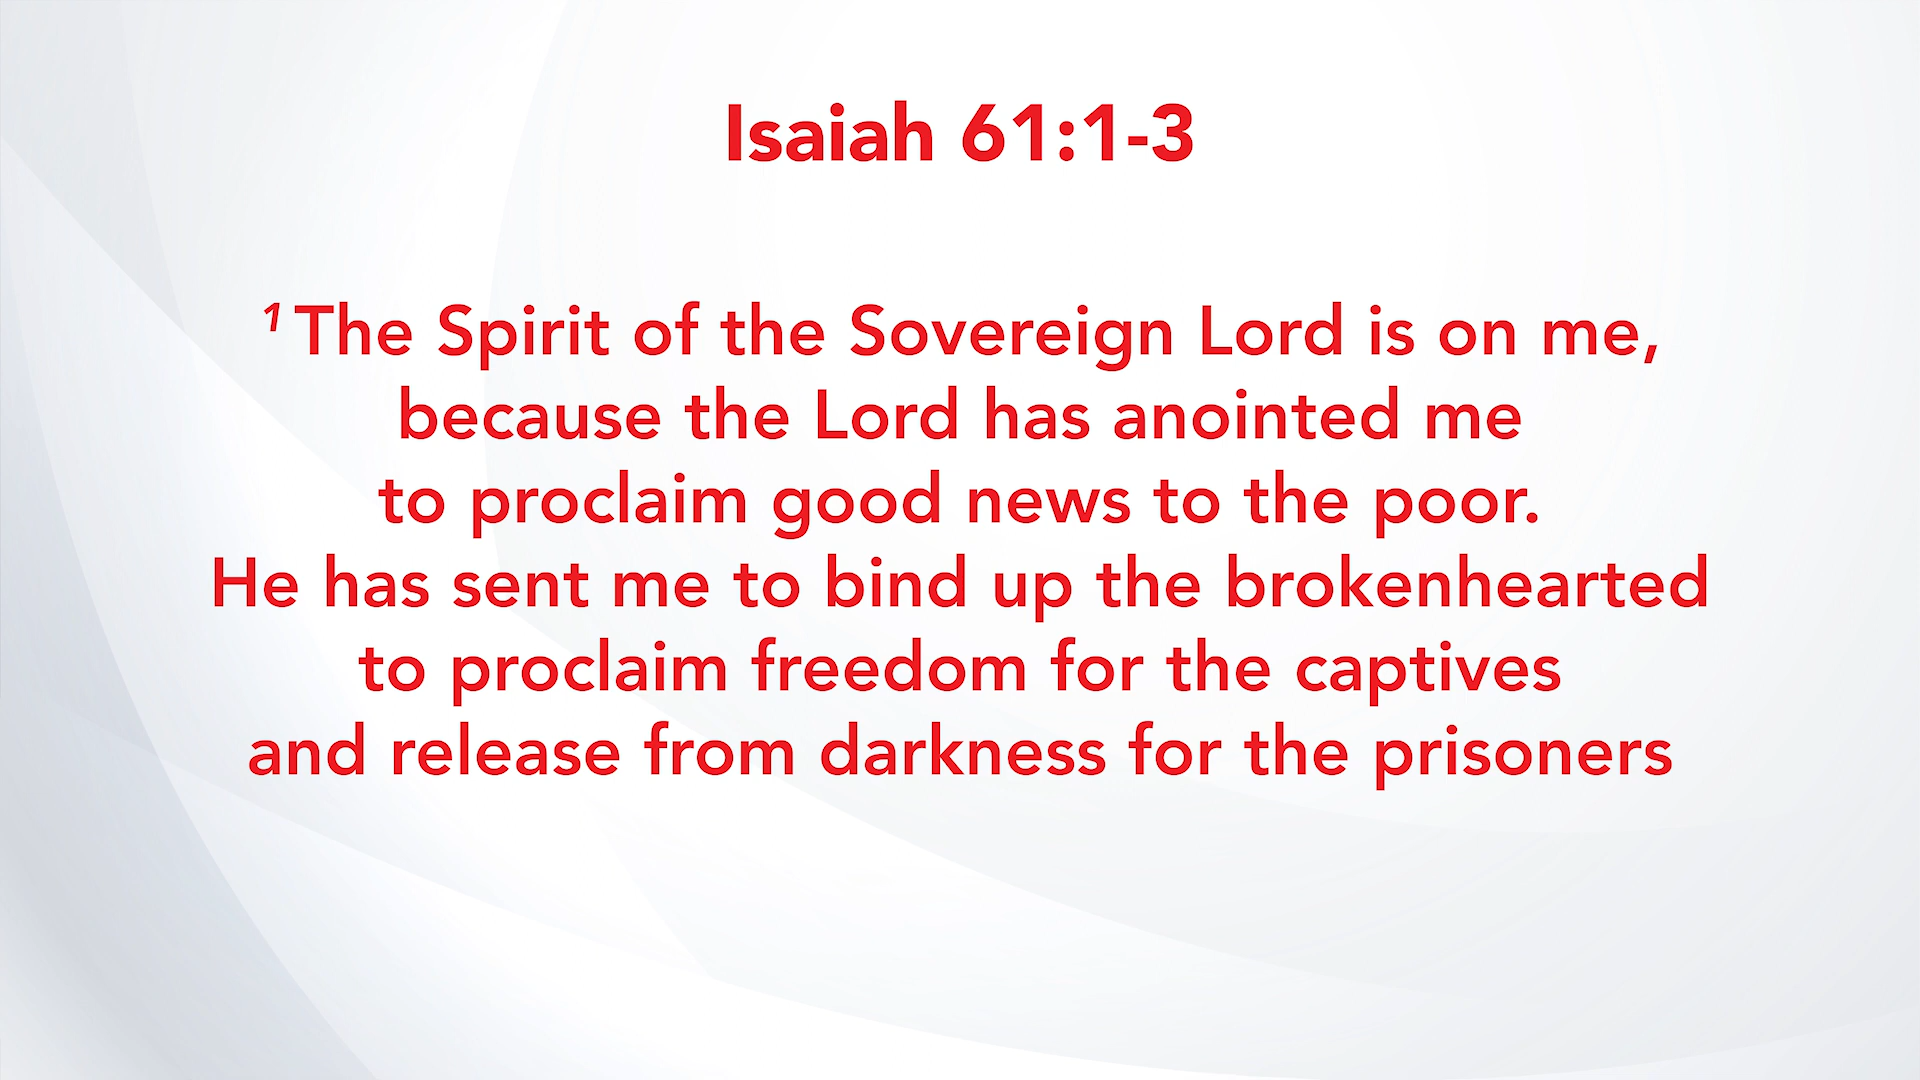 Isaiah 61:1-3
1 The Spirit of the Sovereign Lord is on me,
because the Lord has anointed me
to proclaim good news to the poor.
He has sent me to bind up the brokenhearted
to proclaim freedom for the captives
and release from darkness for the prisoners